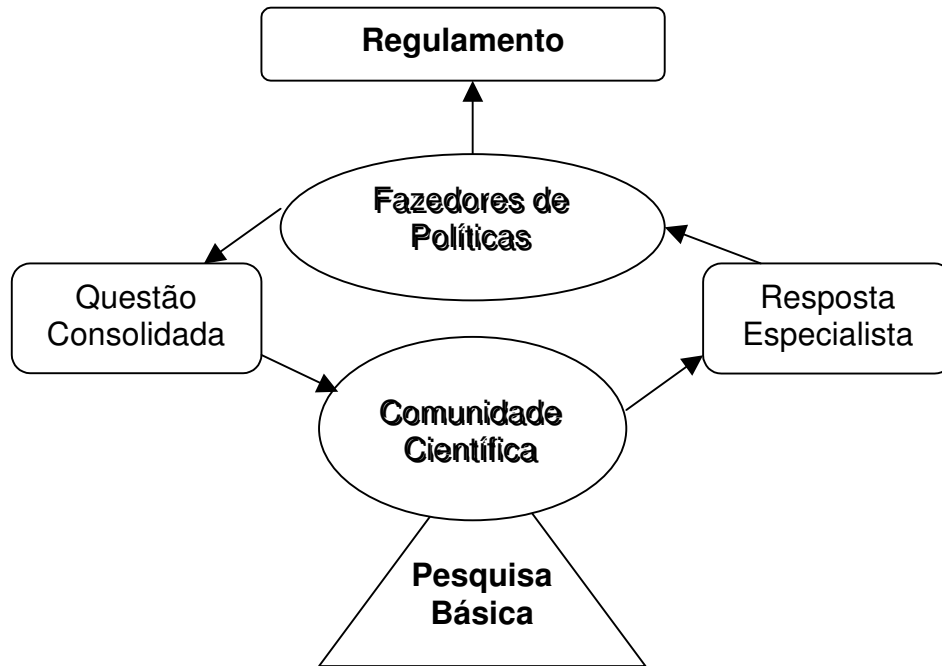 Regulamento
Fazedores de
Políticas
Questão
Consolidada
Resposta
Especialista
Comunidade
Científica
Pesquisa
Básica